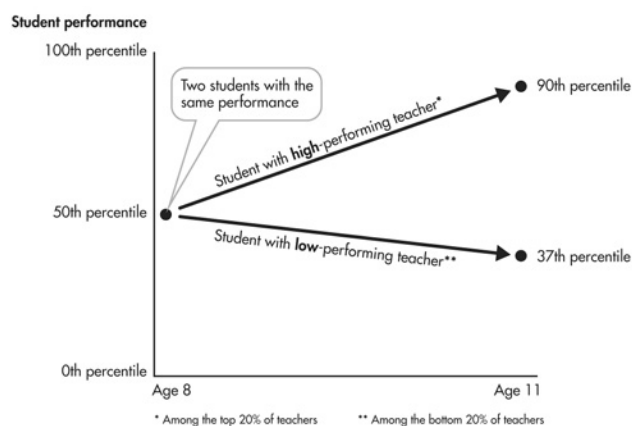 Student performance
100th percentile
Two students with the
same performance
90th percentile
Student with high-performing teacher*
50th percentile
Student with low-performing teacher**
37th percentile
0th percentile
Age 8
Age 11
* Among the top 20% of teachers
** Among the bottom 20% of teachers